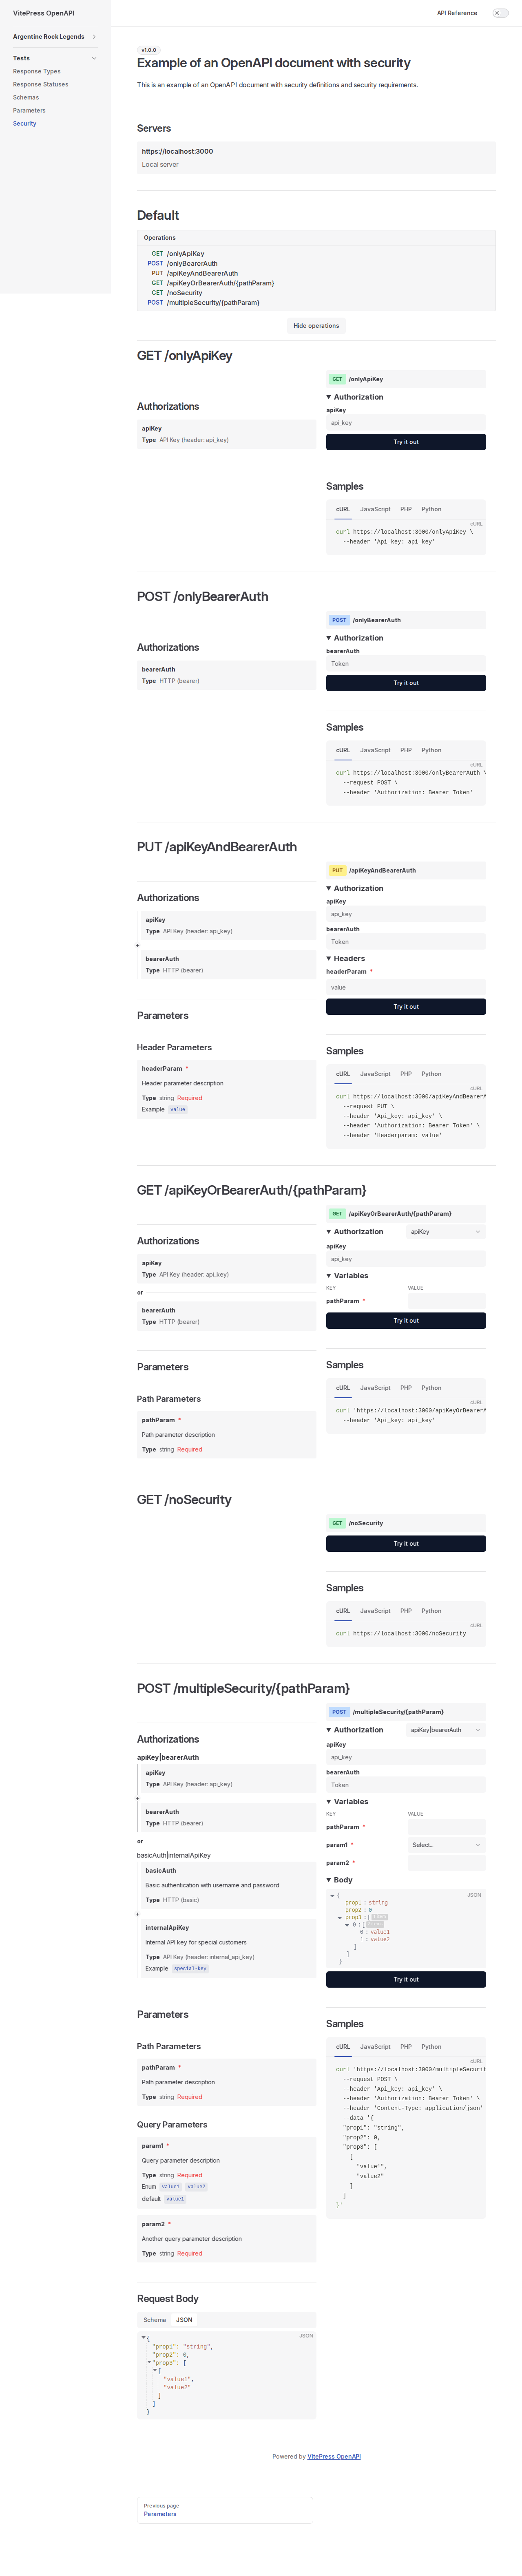 VitePress OpenAPI
API Reference
Argentine Rock Legends
Tests
Response Types
Response Statuses
Schemas
Parameters
Security
v1.0.0
Example of an OpenAPI document with security
This is an example of an OpenAPI document with security definitions and security requirements.
Servers
https://localhost:3000
Local server
Default
Operations
GET /onlyApiKey
POST /onlyBearerAuth
PUT /apiKeyAndBearerAuth
GET /apiKeyOrBearerAuth/{pathParam}
GET /noSecurity
POST /multipleSecurity/{pathParam}
Hide operations
GET /onlyApiKey
Authorizations
apiKey
Type API Key (header: api_key)
GET /onlyApiKey
Authorization
apiKey
api_key
Try it out
Samples
cURL JavaScript PHP Python
cURL
curl https://localhost:3000/onlyApiKey \
--header 'Api_key: api_key'
POST /onlyBearerAuth
Authorizations
bearerAuth
Type HTTP (bearer)
POST /onlyBearerAuth
Authorization
bearerAuth
Token
Try it out
Samples
cURL JavaScript PHP Python
cURL
curl https://localhost:3000/onlyBearerAuth \
--request POST \
--header 'Authorization: Bearer Token'
PUT /apiKeyAndBearerAuth
Authorizations
apiKey
Type API Key (header: api_key)
+
bearerAuth
Type HTTP (bearer)
Parameters
Header Parameters
headerParam *
Header parameter description
Type string Required
Example value
PUT /apiKeyAndBearerAuth
Authorization
apiKey
api_key
bearerAuth
Token
Headers
headerParam *
value
Try it out
Samples
cURL JavaScript PHP Python
cURL
curl https://localhost:3000/apiKeyAndBearerA
--request PUT \
--header 'Api_key: api_key' \
--header 'Authorization: Bearer Token' \
--header 'Headerparam: value'
GET /apiKeyOrBearerAuth/{pathParam}
Authorizations
apiKey
Type API Key (header: api_key)
or
bearerAuth
Type HTTP (bearer)
Parameters
Path Parameters
pathParam *
Path parameter description
Type string Required
GET /apiKeyOrBearerAuth/{pathParam}
Authorization apiKey
apiKey
api_key
Variables
KEY VALUE
pathParam *
Try it out
Samples
cURL JavaScript PHP Python
cURL
curl 'https://localhost:3000/apiKeyOrBearerA
--header 'Api_key: api_key'
GET /noSecurity
GET /noSecurity
Try it out
Samples
cURL JavaScript PHP Python
cURL
curl https://localhost:3000/noSecurity
POST /multipleSecurity/{pathParam}
Authorizations
apiKey|bearerAuth
apiKey
Type API Key (header: api_key)
+
bearerAuth
Type HTTP (bearer)
or
basicAuth|internalApiKey
basicAuth
Basic authentication with username and password
Type HTTP (basic)
+
internalApiKey
Internal API key for special customers
Type API Key (header: internal_api_key)
Example special-key
Parameters
Path Parameters
pathParam *
Path parameter description
Type string Required
Query Parameters
param1 *
Query parameter description
Type string Required
Enum value1 value2
default value1
param2 *
Another query parameter description
Type string Required
Request Body
Schema JSON
JSON
{
"prop1": "string",
"prop2": 0,
"prop3": [
[
"value1",
"value2"
]
]
}
POST /multipleSecurity/{pathParam}
Authorization apiKey|bearerAuth
apiKey
api_key
bearerAuth
Token
Variables
KEY VALUE
pathParam *
param1 * Select...
param2 *
Body
JSON
{
prop1 : string
prop2 : 0
prop3 : [
0 : [
0 : value1
1 : value2
]
]
}
Try it out
Samples
cURL JavaScript PHP Python
cURL
curl 'https://localhost:3000/multipleSecurit
--request POST \
--header 'Api_key: api_key' \
--header 'Authorization: Bearer Token' \
--header 'Content-Type: application/json'
--data '{
"prop1": "string",
"prop2": 0,
"prop3": [
[
"value1",
"value2"
]
]
}'
Powered by VitePress OpenAPI
Previous page
Parameters